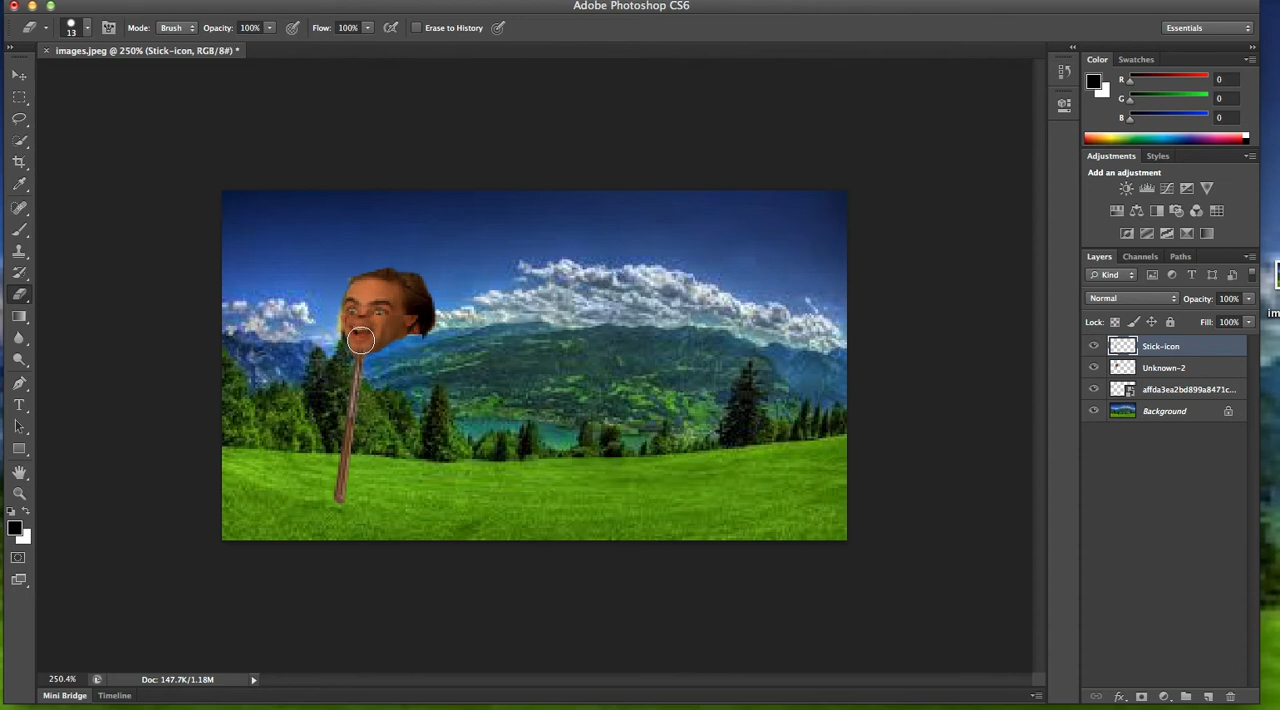 Adobe Photoshop CS6
13 Mode: Brush Opacity: 100% Flow: 100% Erase to History Essentials
images.jpeg @ 250% (Stick-icon, RGB/8#) *
Color Swatches
R 0
G 0
B 0
Adjustments Styles
Add an adjustment
Layers Channels Paths
Kind
Normal Opacity: 100%
Lock: Fill: 100%
Stick-icon
Unknown-2
affda3ea2bd899a8471c...
Background
250.4% Doc: 147.7K/1.18M
Mini Bridge Timeline